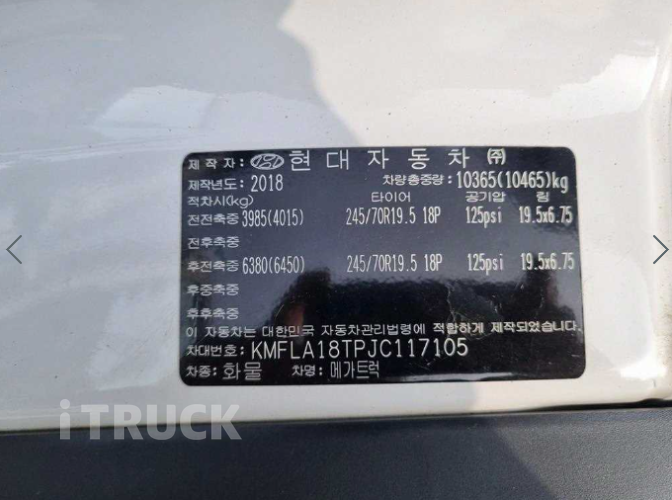 제작자: 현대자동차 ㈜
제작년도: 2018 차량총중량: 10365(10465)kg
적차시(kg) 타이어 공기압 림
전전축중 3985(4015) 245/70R19.5 18P 125psi 19.5x6.75
전후축중
후전축중 6380(6450) 245/70R19.5 18P 125psi 19.5x6.75
후중축중
후후축중
이 자동차는 대한민국 자동차관리법령에 적합하게 제작되었습니다.
차대번호: KMFLA18TPJC117105
차종: 화물 차명: 메가트럭
iTRUCK